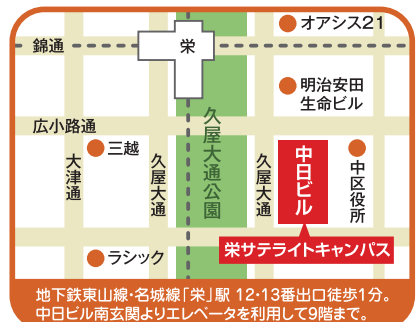 オアシス21
錦通
栄
明治安田
生命ビル
広小路通
三越
大津通
久屋大通
久屋大通公園
久屋大通
中日ビル
中区役所
栄サテライトキャンパス
ラシック
地下鉄東山線・名城線「栄」駅 12・13番出口徒歩1分。
中日ビル南玄関よりエレベータを利用して9階まで。